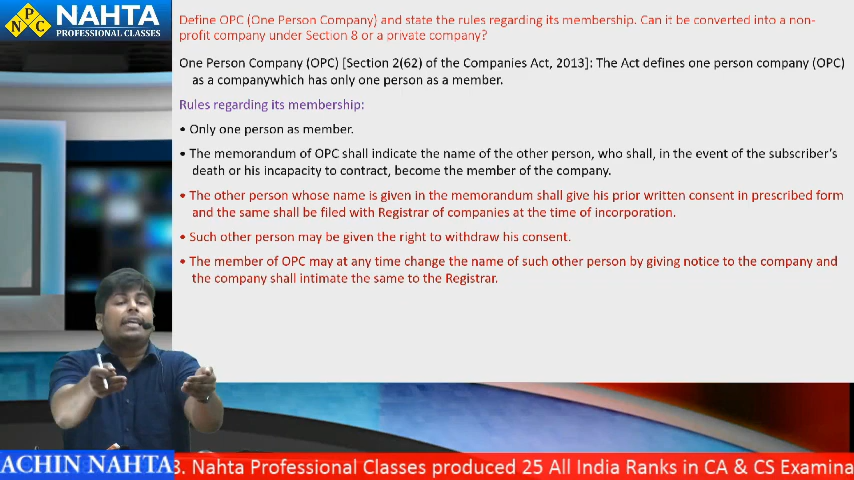 NAHTA
PROFESSIONAL CLASSES
N P C
Define OPC (One Person Company) and state the rules regarding its membership. Can it be converted into a non-
profit company under Section 8 or a private company?
One Person Company (OPC) [Section 2(62) of the Companies Act, 2013]: The Act defines one person company (OPC)
as a companywhich has only one person as a member.
Rules regarding its membership:
• Only one person as member.
• The memorandum of OPC shall indicate the name of the other person, who shall, in the event of the subscriber's
death or his incapacity to contract, become the member of the company.
• The other person whose name is given in the memorandum shall give his prior written consent in prescribed form
and the same shall be filed with Registrar of companies at the time of incorporation.
• Such other person may be given the right to withdraw his consent.
• The member of OPC may at any time change the name of such other person by giving notice to the company and
the company shall intimate the same to the Registrar.
ACHIN NAHTA 3. Nahta Professional Classes produced 25 All India Ranks in CA & CS Examina